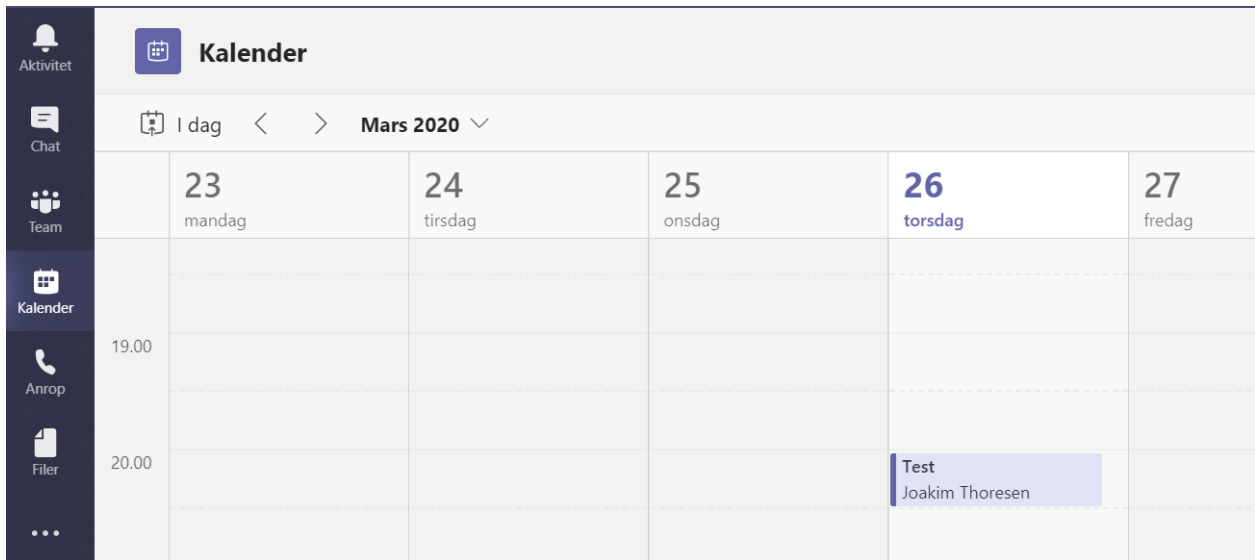 Aktivitet
Chat
Team
Kalender
Anrop
Filer
Kalender
I dag
Mars 2020
23
mandag
24
tirsdag
25
onsdag
26
torsdag
27
fredag
19.00
20.00
Test
Joakim Thoresen